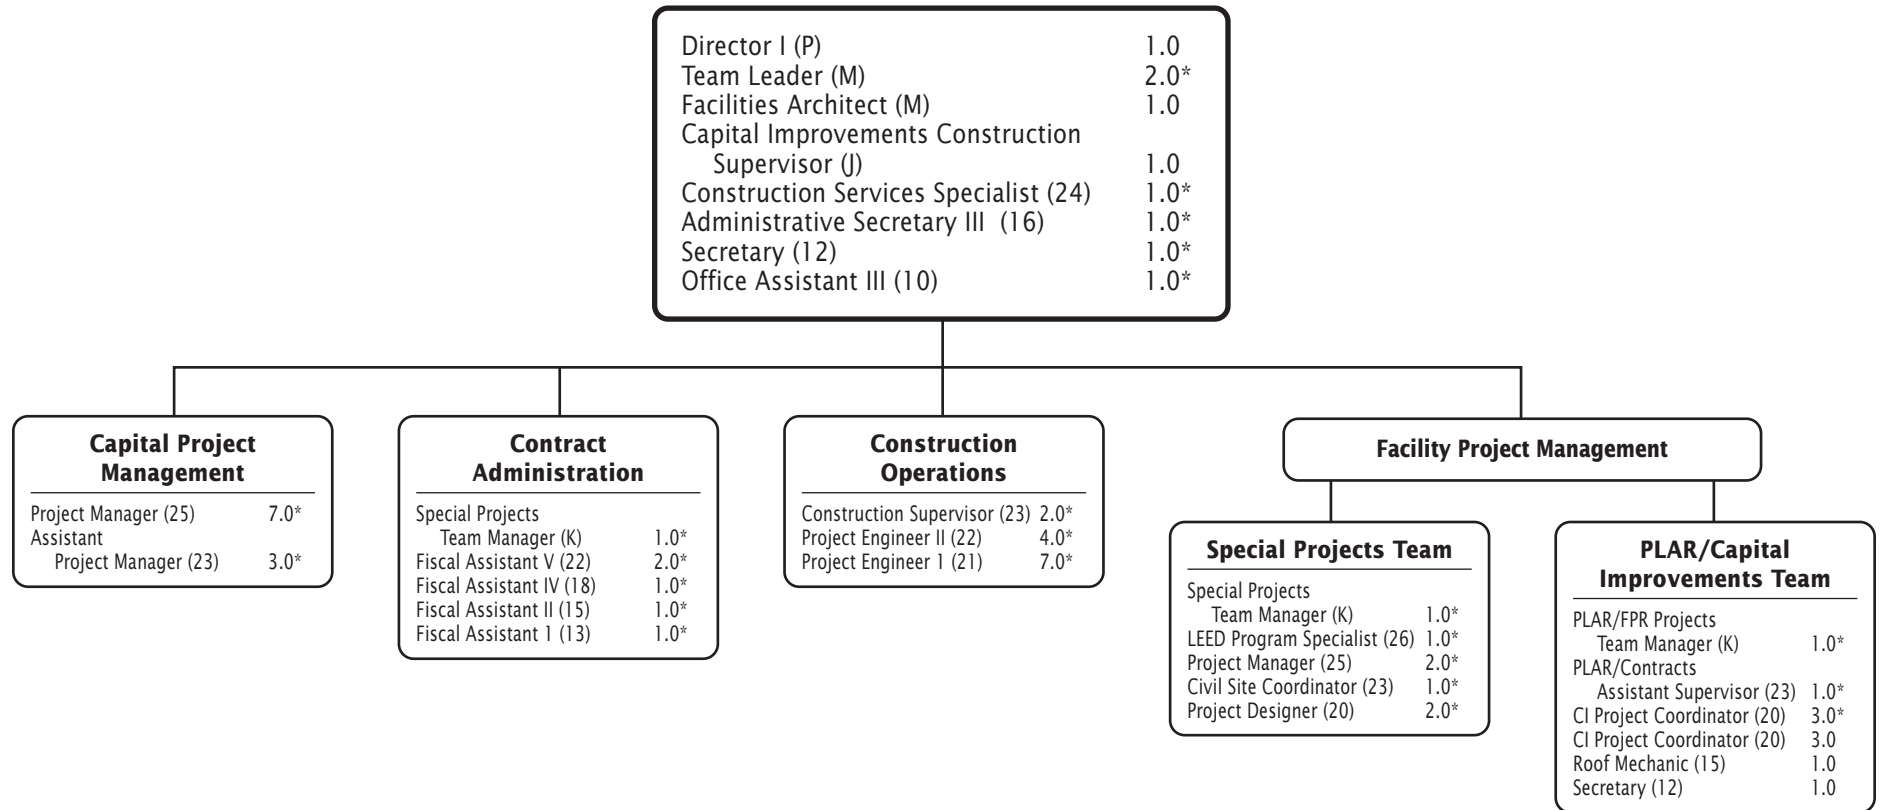 Director I (P) 1.0
Team Leader (M) 2.0*
Facilities Architect (M) 1.0
Capital Improvements Construction
Supervisor (J) 1.0
Construction Services Specialist (24) 1.0*
Administrative Secretary III (16) 1.0*
Secretary (12) 1.0*
Office Assistant III (10) 1.0*
Capital Project
Management
Project Manager (25) 7.0*
Assistant
Project Manager (23) 3.0*
Contract
Administration
Special Projects
Team Manager (K) 1.0*
Fiscal Assistant V (22) 2.0*
Fiscal Assistant IV (18) 1.0*
Fiscal Assistant II (15) 1.0*
Fiscal Assistant 1 (13) 1.0*
Construction
Operations
Construction Supervisor (23) 2.0*
Project Engineer II (22) 4.0*
Project Engineer 1 (21) 7.0*
Facility Project Management
Special Projects Team
Special Projects
Team Manager (K) 1.0*
LEED Program Specialist (26) 1.0*
Project Manager (25) 2.0*
Civil Site Coordinator (23) 1.0*
Project Designer (20) 2.0*
PLAR/Capital
Improvements Team
PLAR/FPR Projects
Team Manager (K) 1.0*
PLAR/Contracts
Assistant Supervisor (23) 1.0*
CI Project Coordinator (20) 3.0*
CI Project Coordinator (20) 3.0
Roof Mechanic (15) 1.0
Secretary (12) 1.0